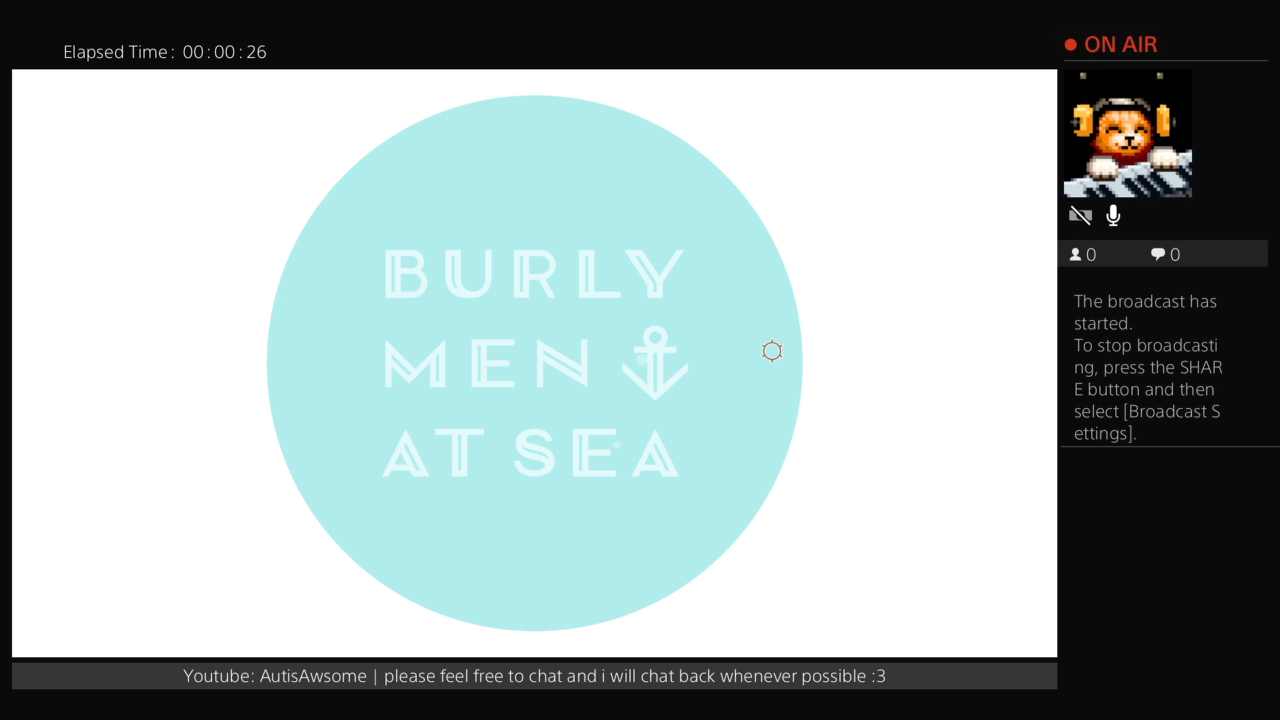 Elapsed Time: 00:00:26
ON AIR
BURLY
MEN
AT SEA
0
0
The broadcast has
started.
To stop broadcasti
ng, press the SHAR
E button and then
select [Broadcast S
ettings].
Youtube: AutisAwsome | please feel free to chat and i will chat back whenever possible :3